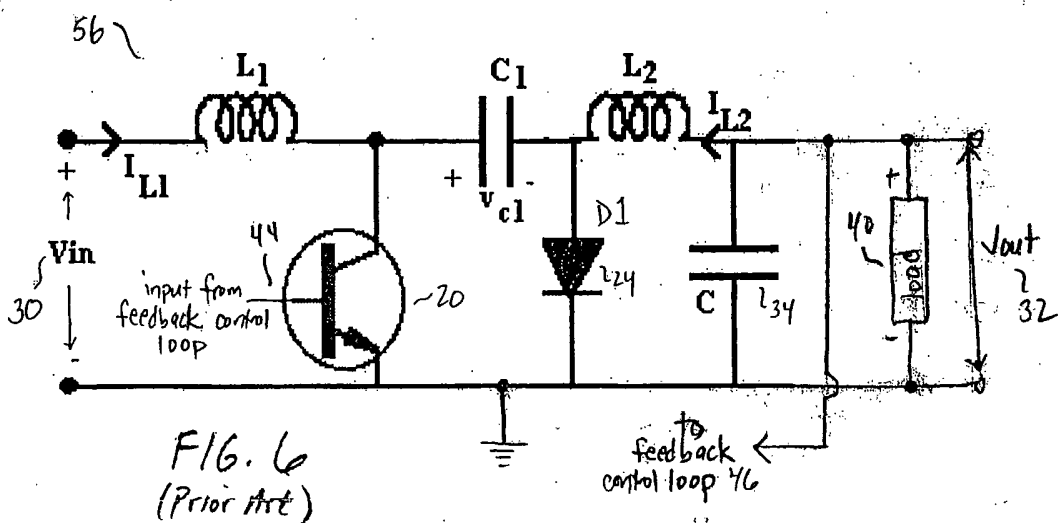 56
L1
C1
L2
IL2
+
IL1
+
-
vc1
D1
+
40
Vout
44
Vin
20
24
load
30
input from
feedback control
loop
C
34
32
-
-
to
feedback
control loop 46
FIG. 6
(Prior Art)